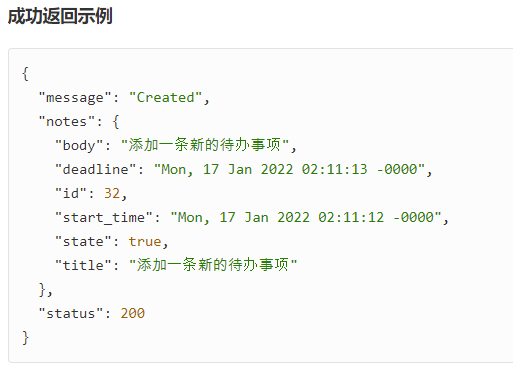 成功返回示例
{
  "message": "Created",
  "notes": {
    "body": "添加一条新的待办事项",
    "deadline": "Mon, 17 Jan 2022 02:11:13 -0000",
    "id": 32,
    "start_time": "Mon, 17 Jan 2022 02:11:12 -0000",
    "state": true,
    "title": "添加一条新的待办事项"
  },
  "status": 200
}